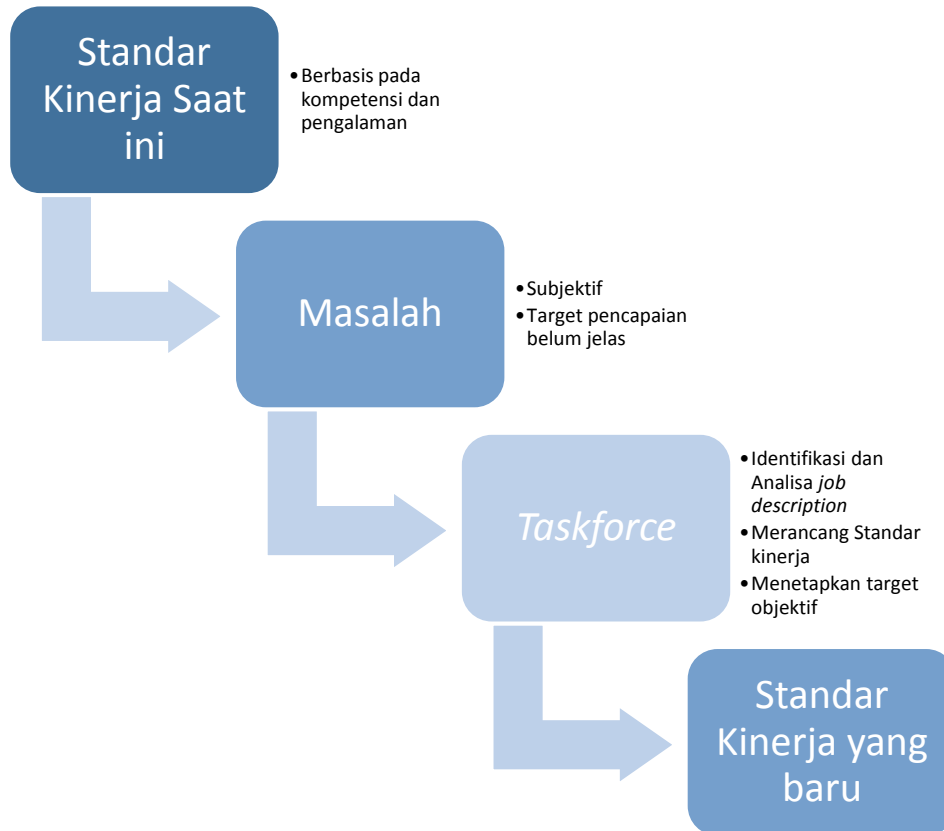 Standar
Kinerja Saat
ini
•Berbasis pada
kompetensi dan
pengalaman
Masalah
•Subjektif
•Target pencapaian
belum jelas
Taskforce
•Identifikasi dan
Analisa job
description
•Merancang Standar
kinerja
•Menetapkan target
objektif
Standar
Kinerja yang
baru